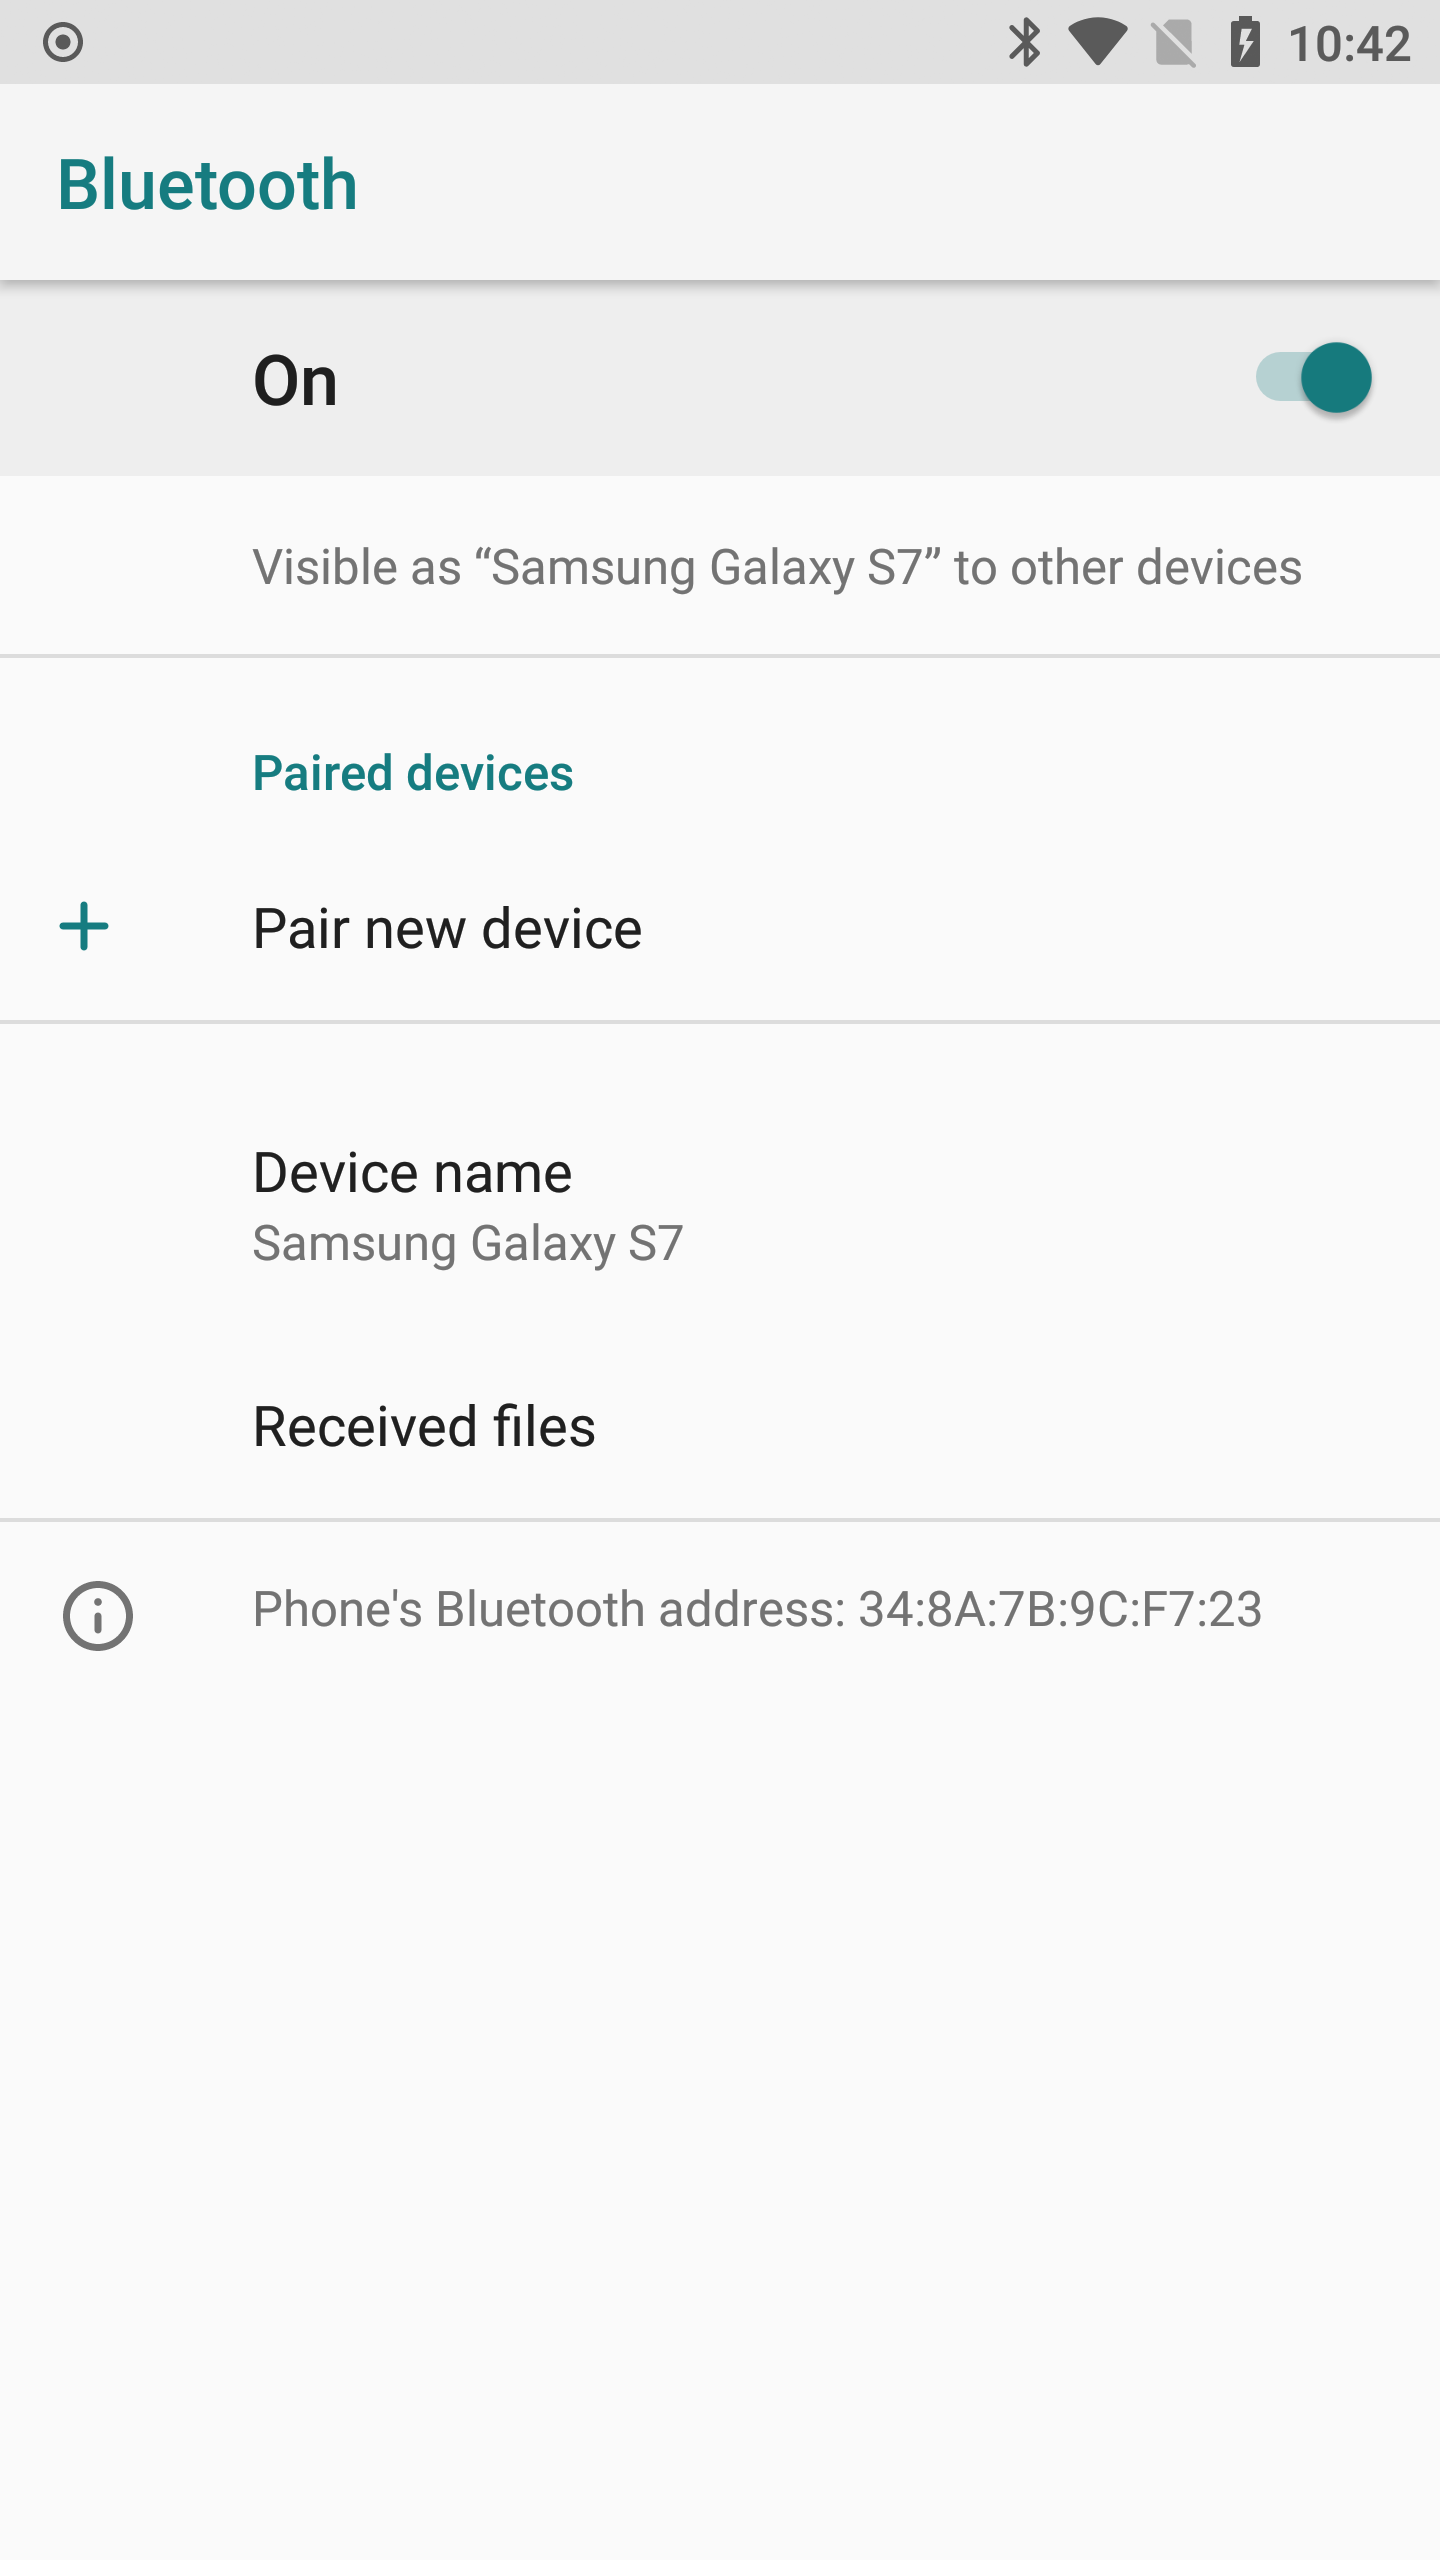 10:42
Bluetooth
On
Visible as “Samsung Galaxy S7” to other devices
Paired devices
Pair new device
Device name
Samsung Galaxy S7
Received files
Phone's Bluetooth address: 34:8A:7B:9C:F7:23